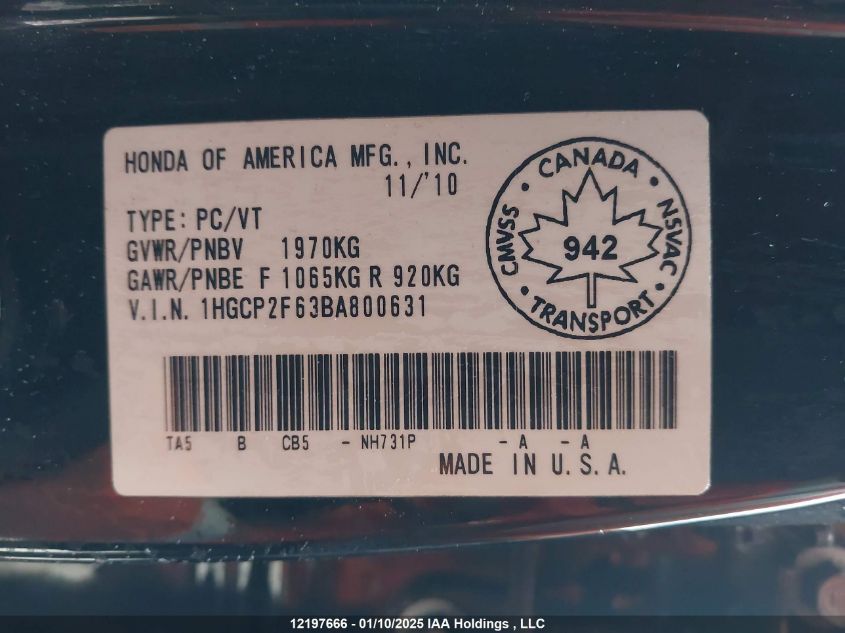 HONDA OF AMERICA MFG., INC.
11/'10
TYPE: PC/VT
GVWR/PNBV 1970KG
GAWR/PNBE F 1065KG R 920KG
V.I.N. 1HGCP2F63BA800631
CANADA
CMVSS
NSVAC
942
TRANSPORT
TA5 B CB5 - NH731P - A - A
MADE IN U.S.A.
12197666 - 01/10/2025 IAA Holdings , LLC